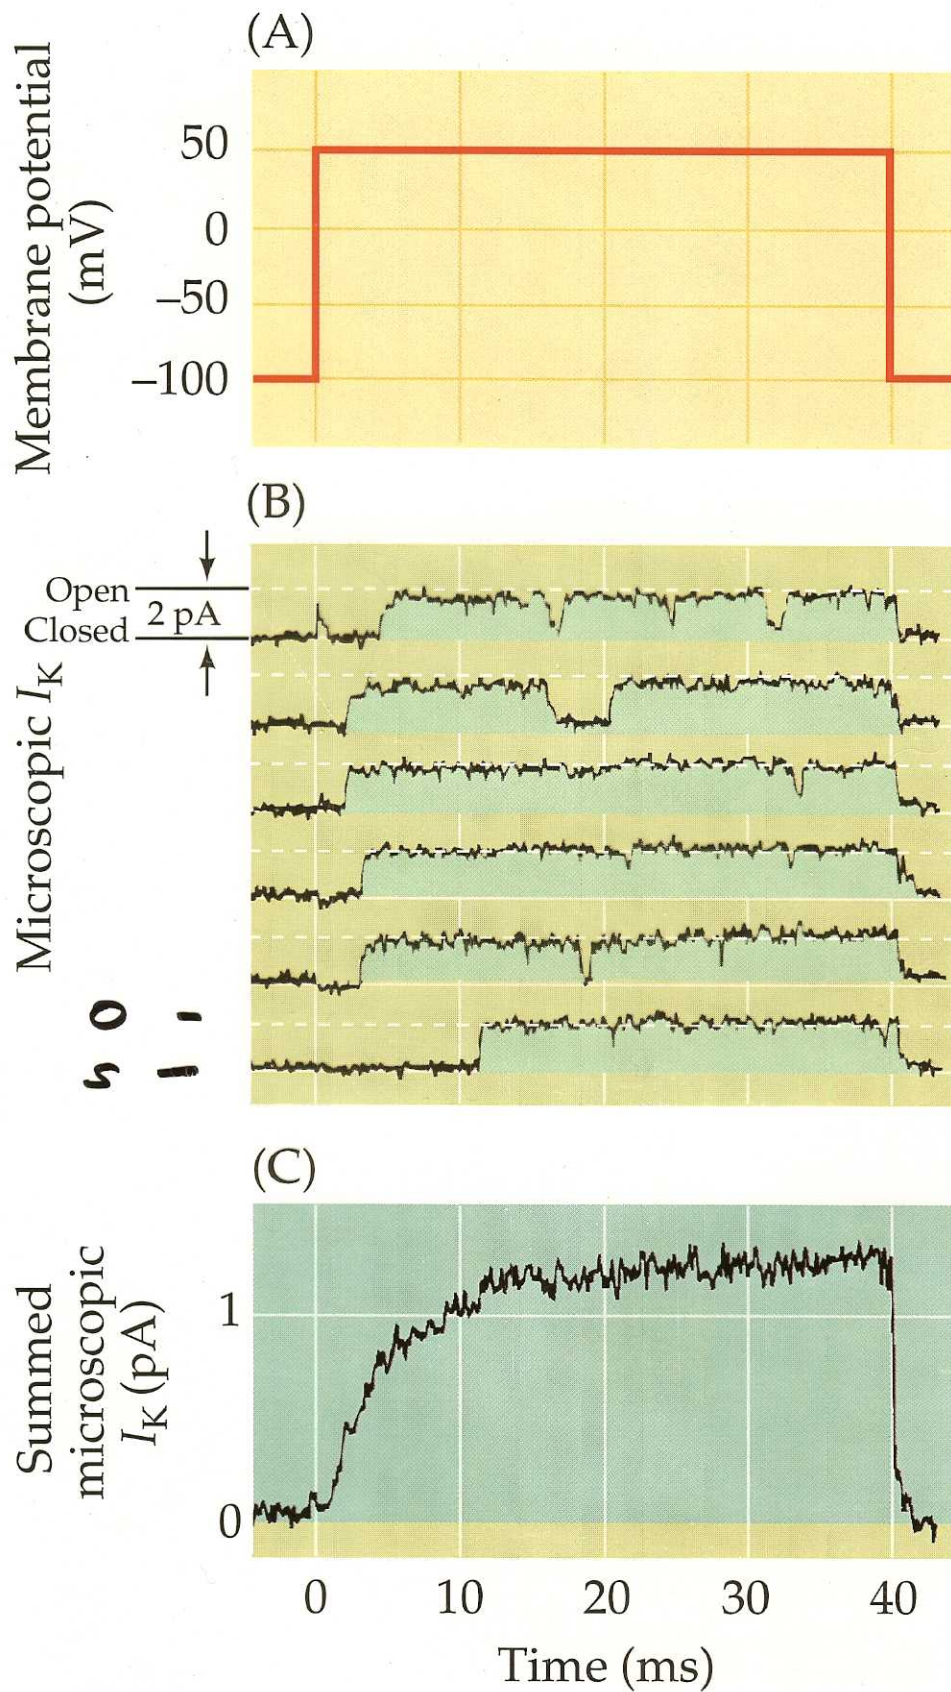 (A)
Membrane potential
(mV)
50
0
–50
–100
(B)
Microscopic I_K
Open
Closed
2 pA
(C)
Summed
microscopic
I_K (pA)
1
0
0 10 20 30 40
Time (ms)